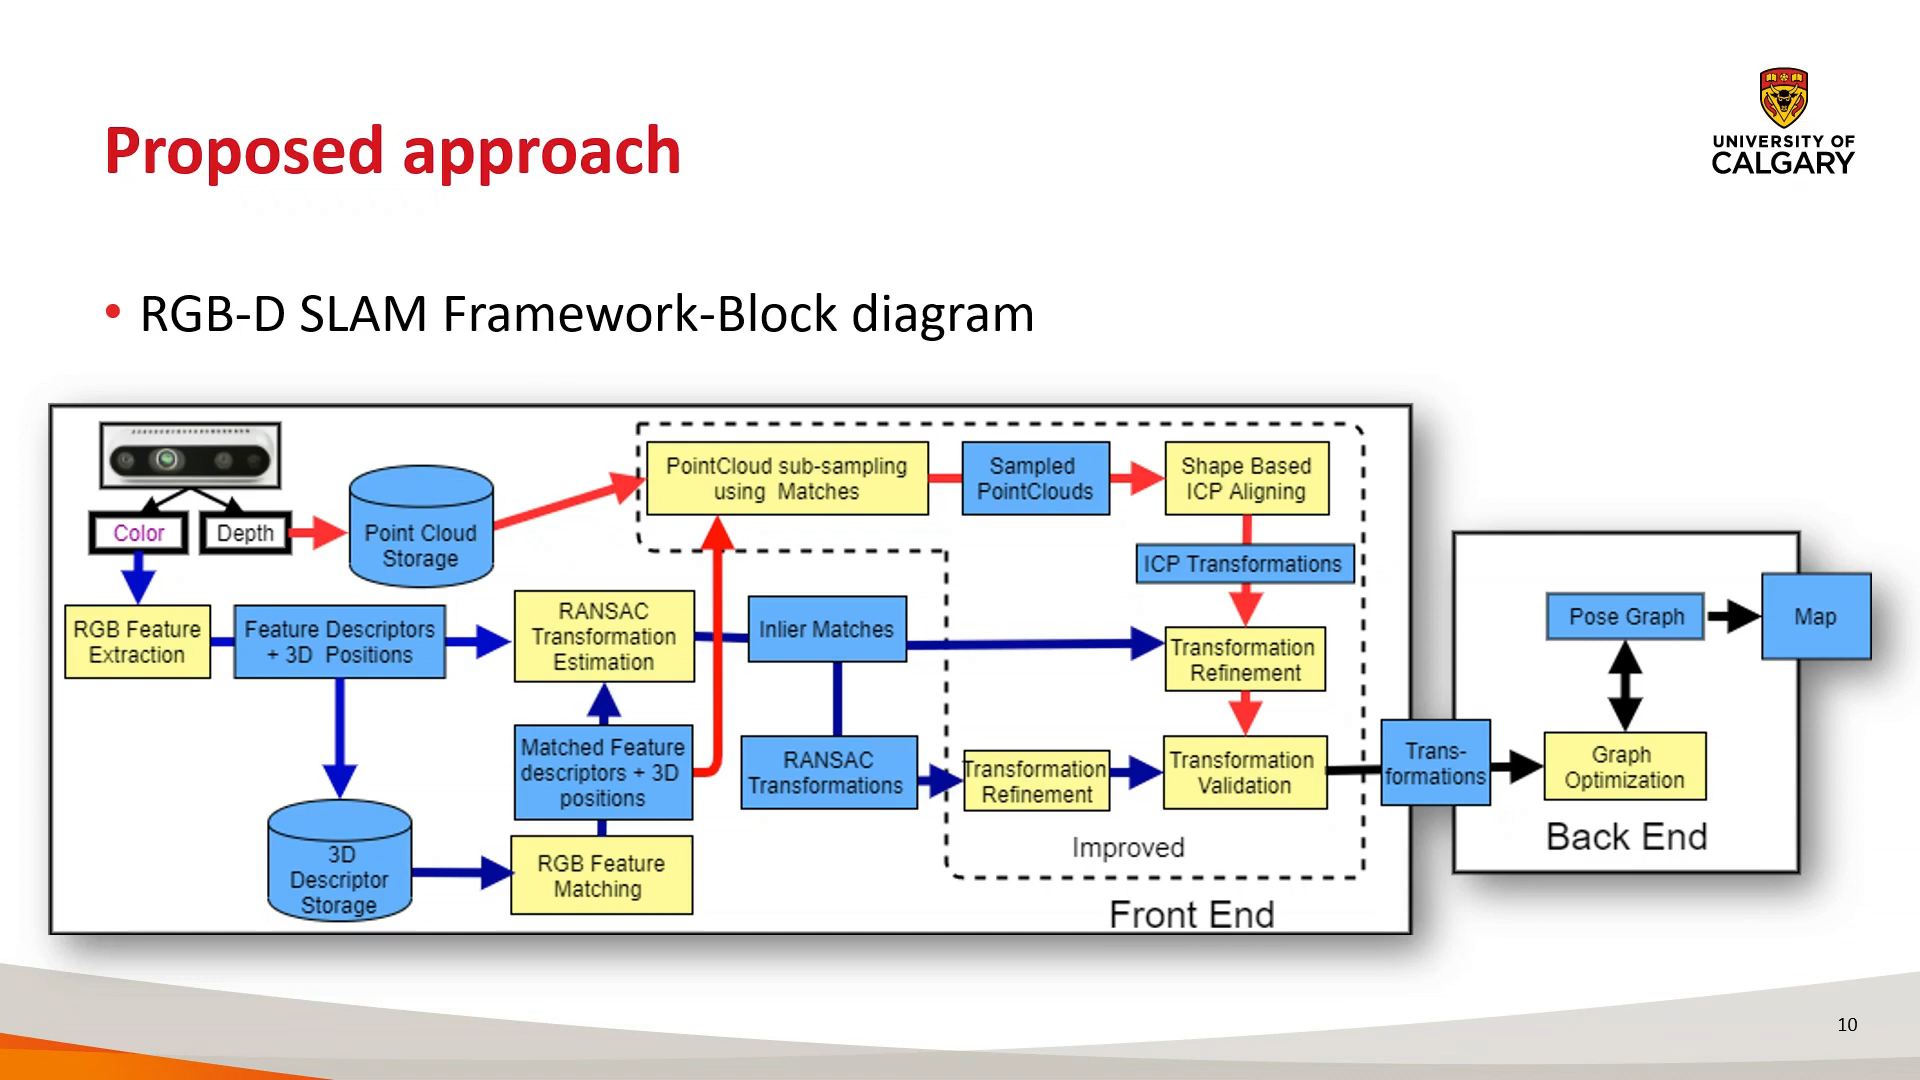 Proposed approach
UNIVERSITY OF
CALGARY
• RGB-D SLAM Framework-Block diagram
Color
Depth
Point Cloud
Storage
PointCloud sub-sampling
using Matches
Sampled
PointClouds
Shape Based
ICP Aligning
ICP Transformations
RGB Feature
Extraction
Feature Descriptors
+ 3D Positions
RANSAC
Transformation
Estimation
Inlier Matches
Transformation
Refinement
Matched Feature
descriptors + 3D
positions
RANSAC
Transformations
Transformation
Refinement
Transformation
Validation
3D
Descriptor
Storage
RGB Feature
Matching
Improved
Front End
Trans-
formations
Pose Graph
Map
Graph
Optimization
Back End
10